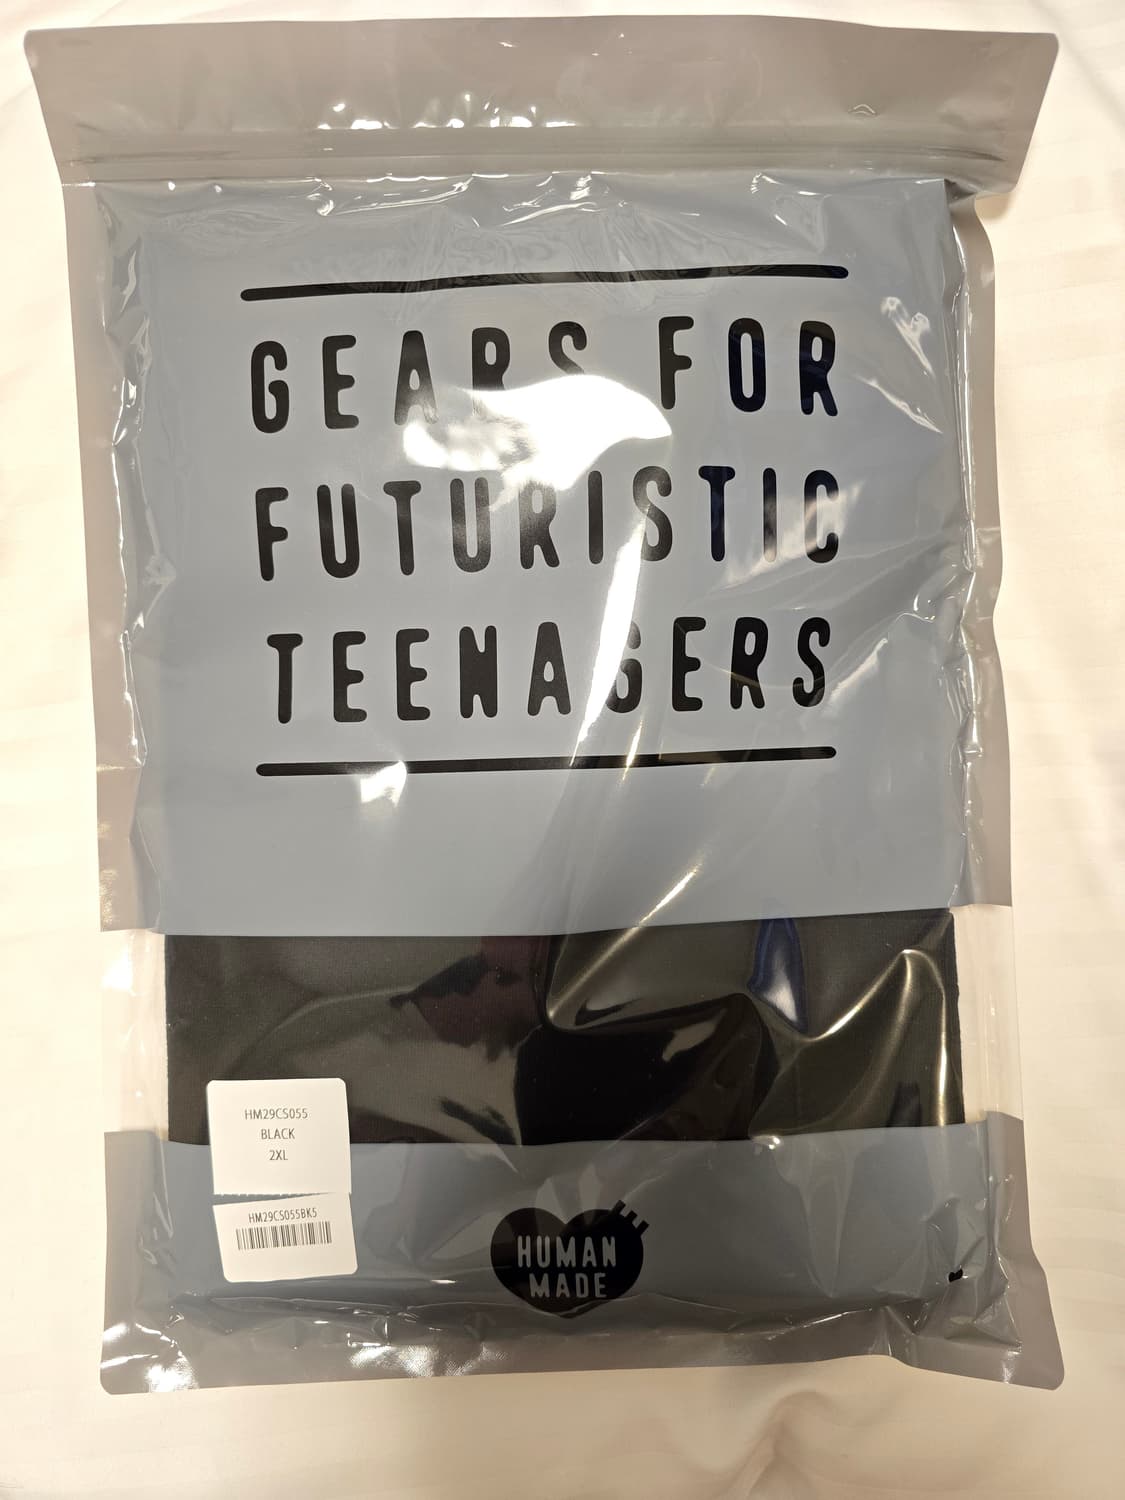 GEARS FOR
FUTURISTIC
TEENAGERS
HM29CS055
BLACK
2XL
HM29CS055BK5
HUMAN
MADE